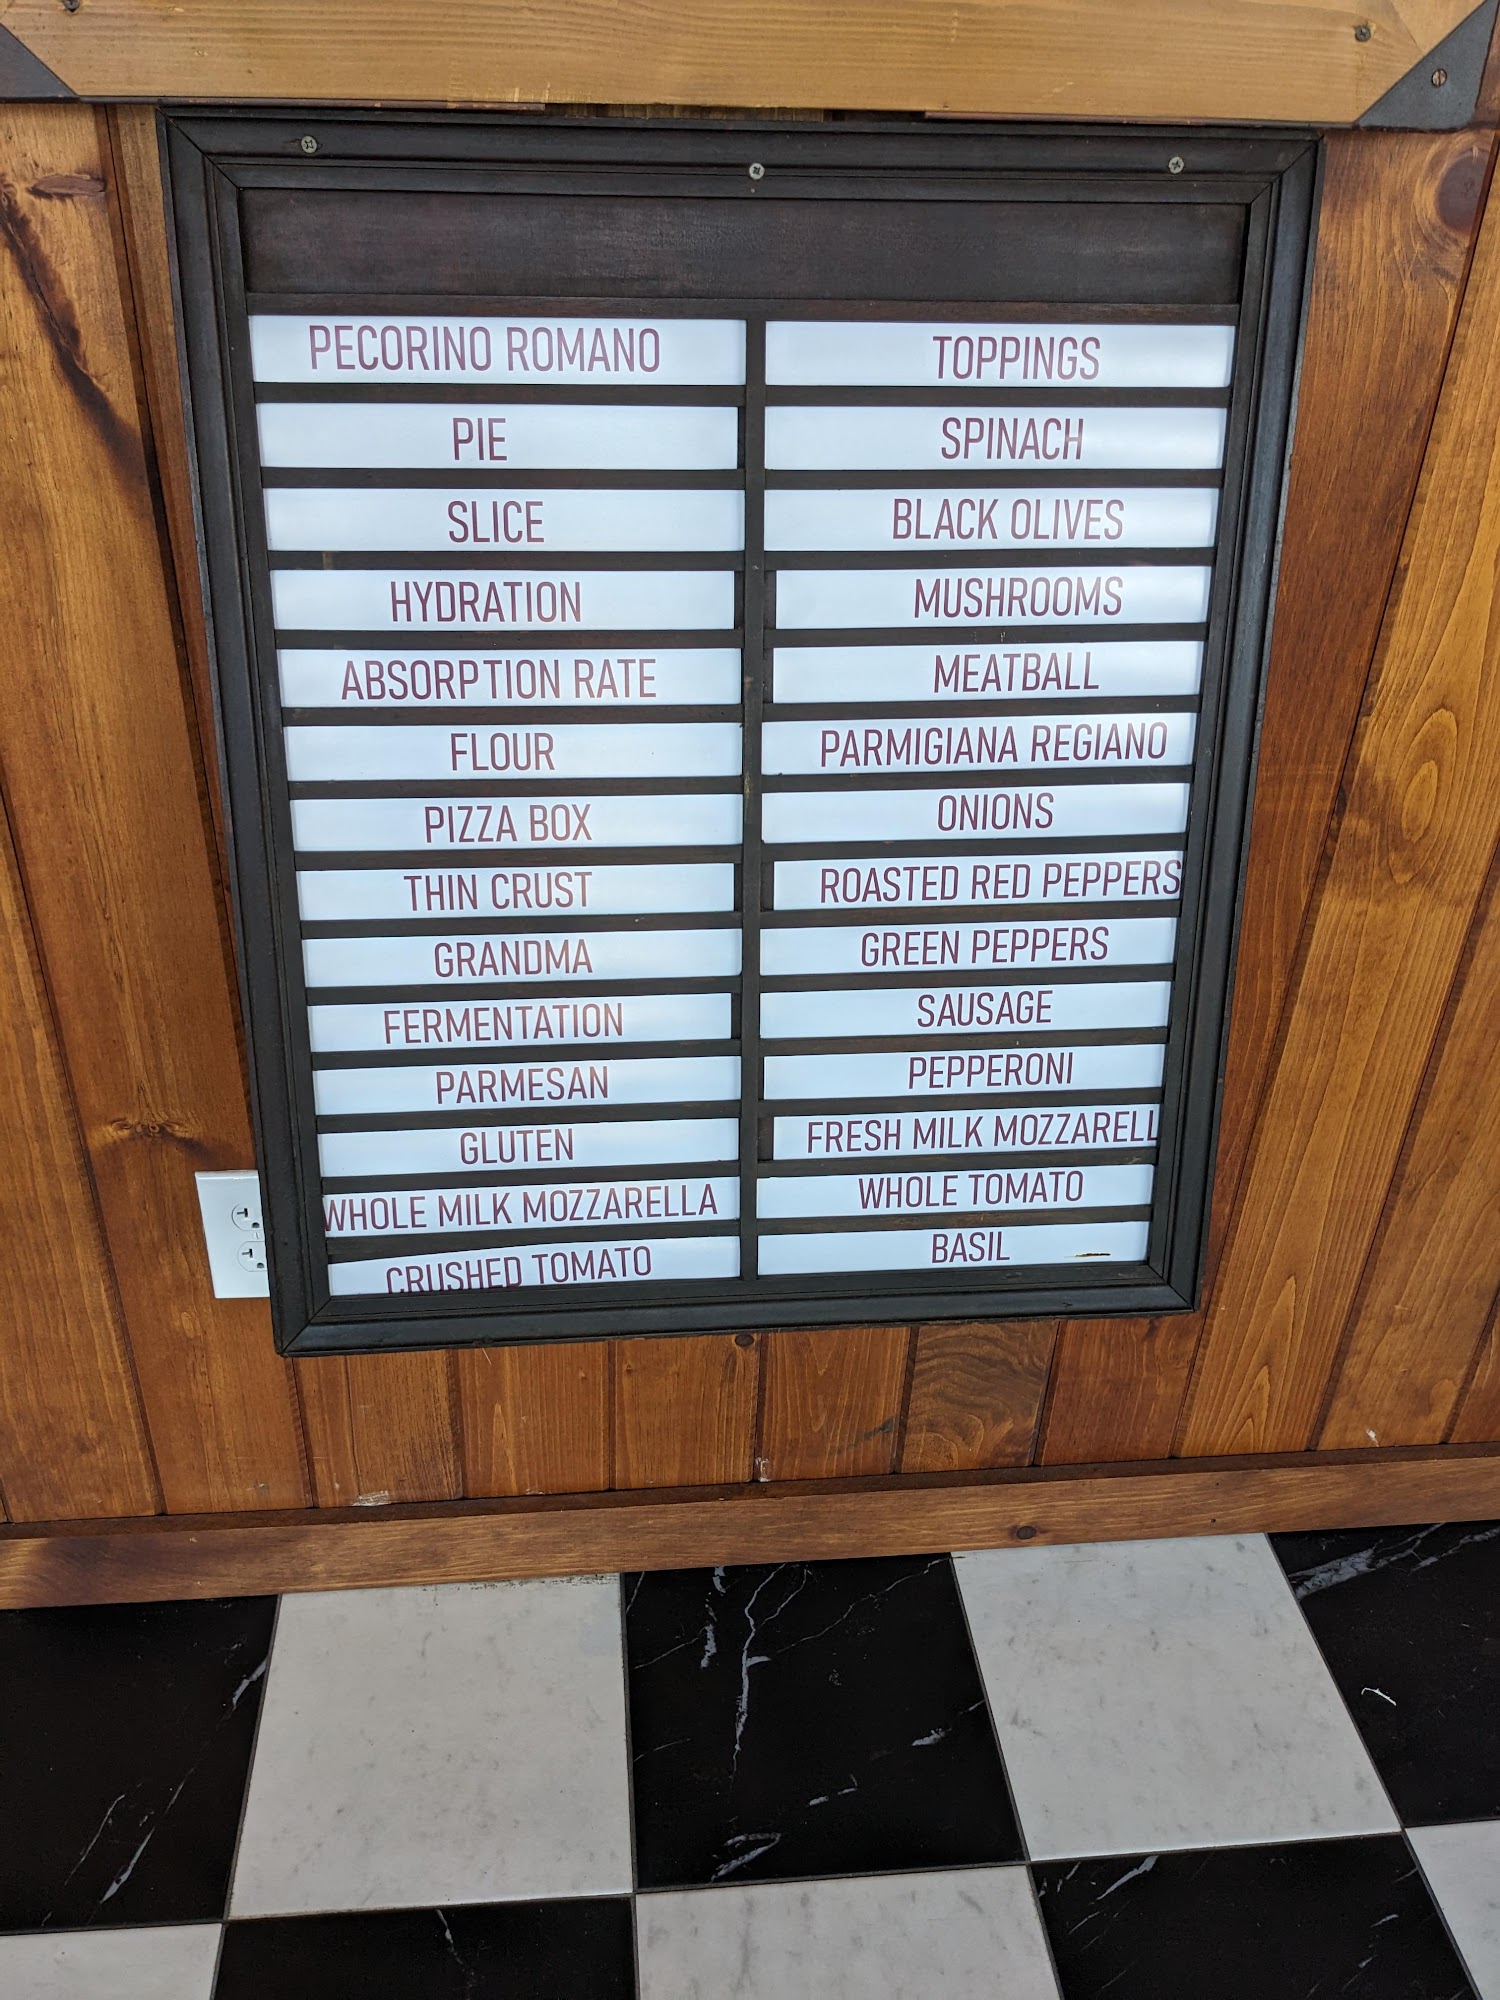 PECORINO ROMANO
PIE
SLICE
HYDRATION
ABSORPTION RATE
FLOUR
PIZZA BOX
THIN CRUST
GRANDMA
FERMENTATION
PARMESAN
GLUTEN
WHOLE MILK MOZZARELLA
CRUSHED TOMATO
TOPPINGS
SPINACH
BLACK OLIVES
MUSHROOMS
MEATBALL
PARMIGIANA REGIANO
ONIONS
ROASTED RED PEPPERS
GREEN PEPPERS
SAUSAGE
PEPPERONI
FRESH MILK MOZZARELL
WHOLE TOMATO
BASIL